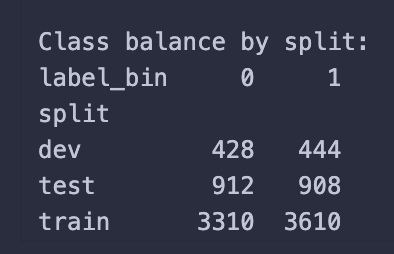 Class balance by split:
label_bin 0 1
split
dev 428 444
test 912 908
train 3310 3610